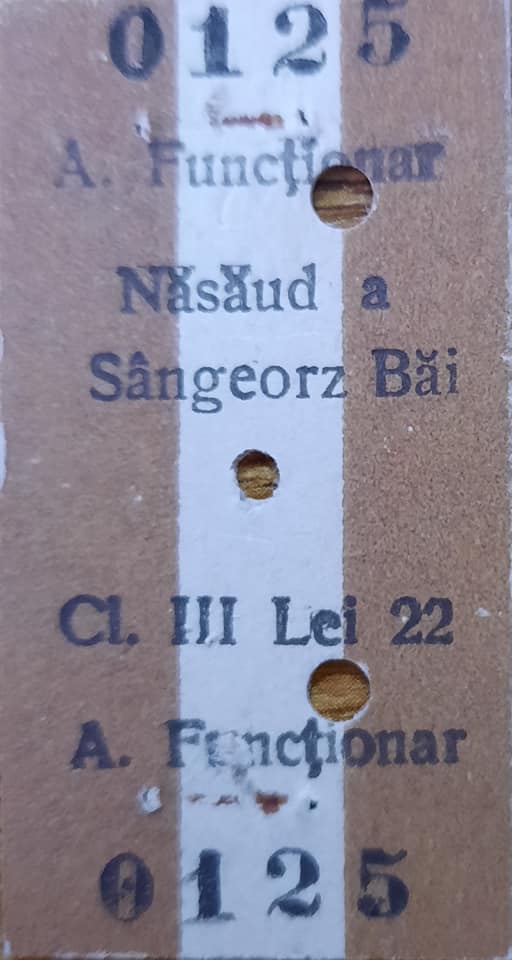 0125
A. Funcționar
Năsăud a
Sângeorz Băi
Cl. III Lei 22
A. Funcționar
0125